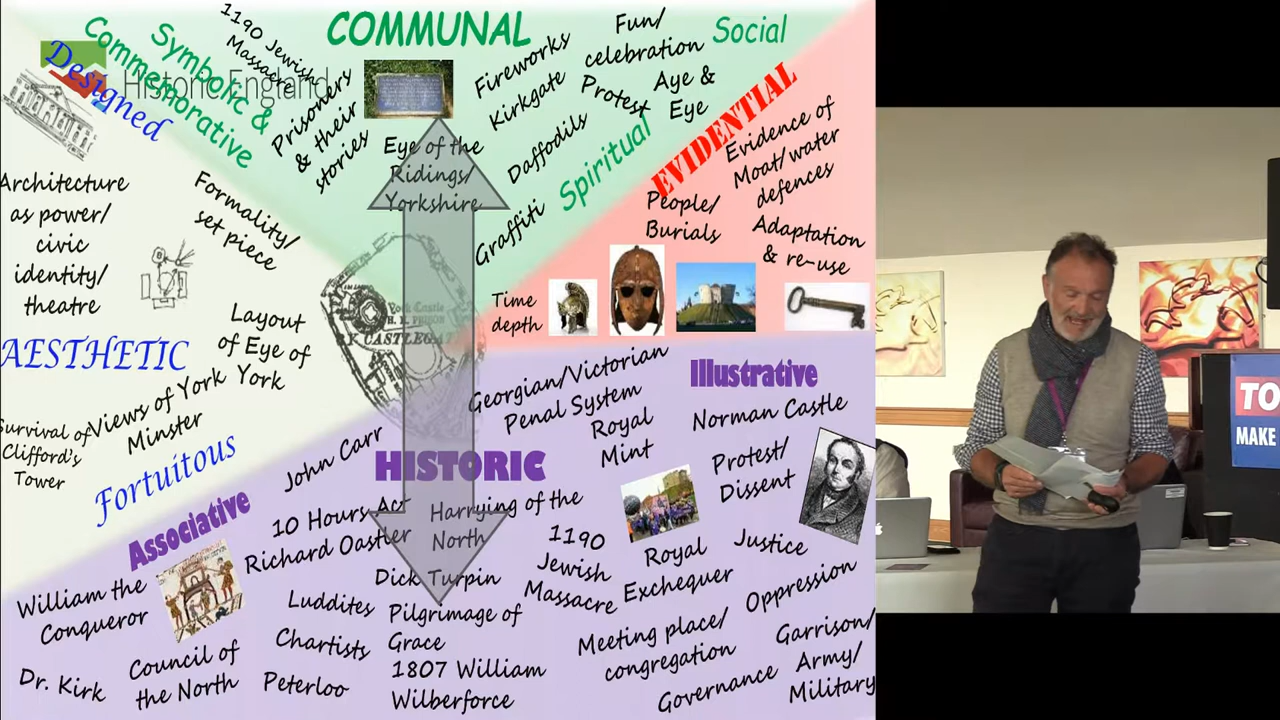 COMMUNAL
Social
Symbolic &
Commemorative
Designed
Historic England
1190 Jewish
Massacre
Prisoners
& their
stories
Eye of the
Ridings/
Yorkshire
Fireworks
Kirkgate
Daffodils
Graffiti
Fun/
celebration
Protest
Aye &
Eye
Spiritual
EVIDENTIAL
Evidence of
Moat/water
defences
People/
Burials
Adaptation
& re-use
Time
depth
Architecture
as power/
civic
identity/
theatre
Formality/
set piece
Layout
of Eye of
York
AESTHETIC
Views of York
Minster
Survival of
Clifford's
Tower
Fortuitous
York Castle
CASTLEGA
HISTORIC
Illustrative
Associative
Georgian/Victorian
Penal System
Royal
Mint
Norman Castle
Protest/
Dissent
John Carr
10 Hours Act
Richard Oastler
Harrying of the
North
1190
Jewish
Massacre
Royal
Exchequer
Justice
Oppression
William the
Conqueror
Dr. Kirk
Council of
the North
Luddites
Chartists
Peterloo
Dick Turpin
Pilgrimage of
Grace
1807 William
Wilberforce
Meeting place/
congregation
Governance
Garrison/
Army/
Military
TO
MAKE